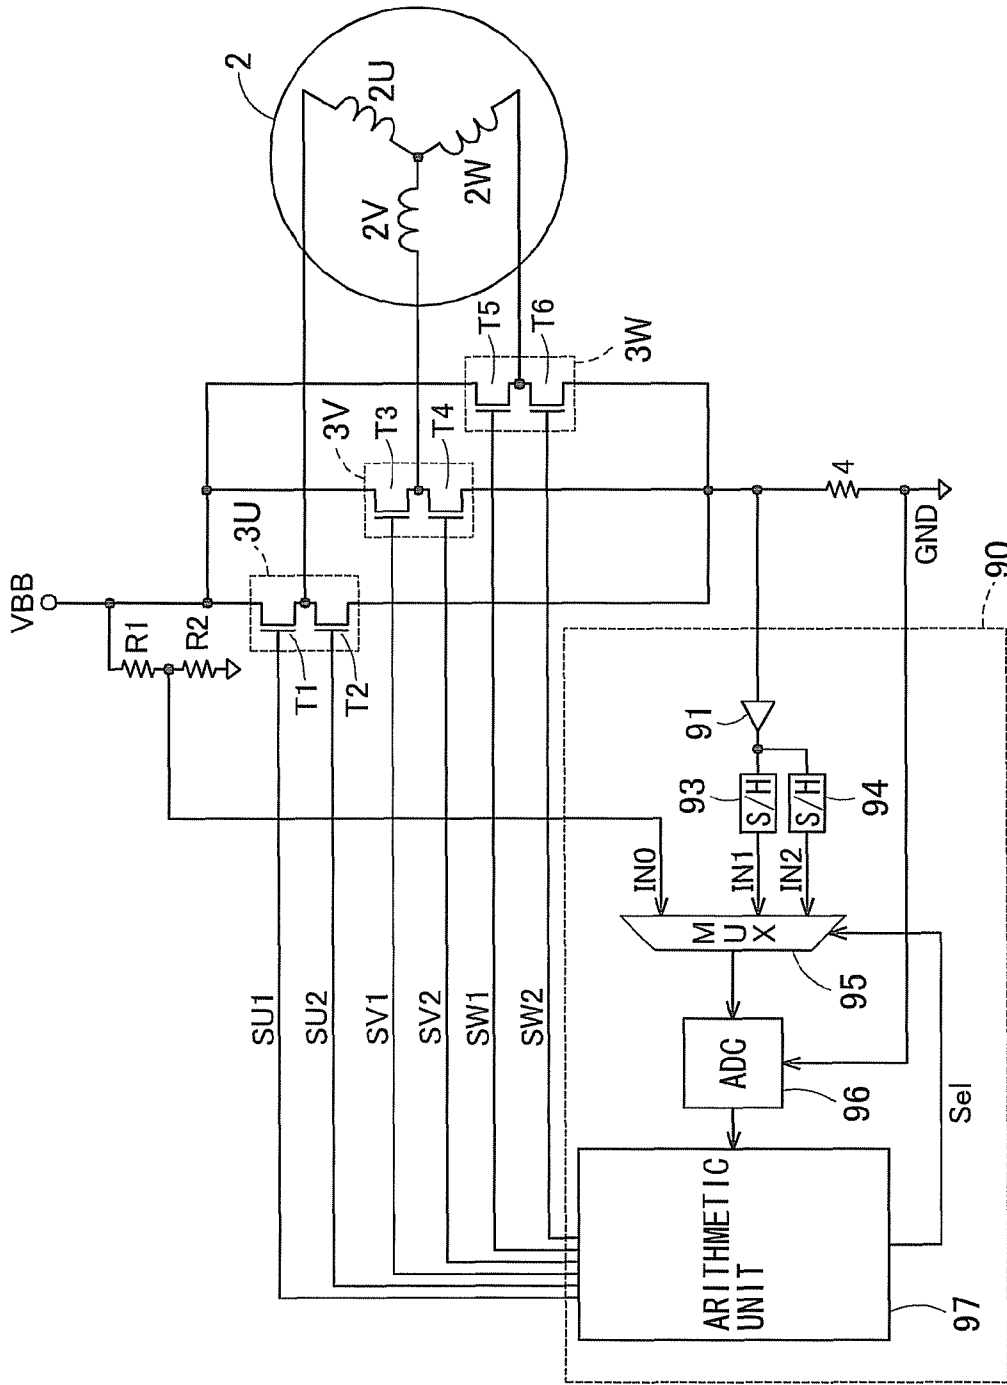 VBB
R1
R2
3U
T1
T2
3V
T3
T4
T5
T6
3W
2
2U
2V
2W
4
GND
90
91
93
S/H
94
S/H
IN0
IN1
IN2
MUX
95
ADC
96
Sel
SU1
SU2
SV1
SV2
SW1
SW2
ARITHMETIC
UNIT
97